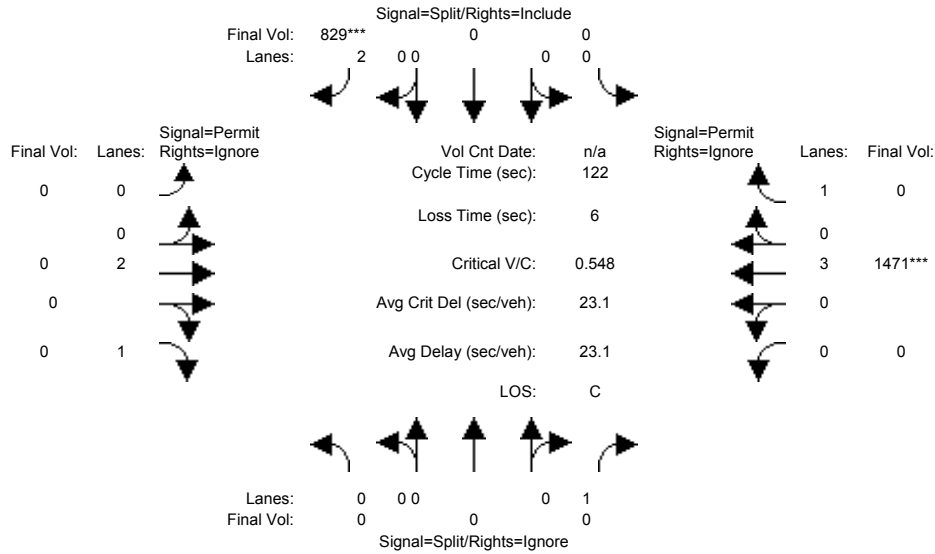 Signal=Split/Rights=Include
Final Vol: 829*** 0 0
Lanes: 2 0 0 0 0
Signal=Permit Signal=Permit
Final Vol: Lanes: Rights=Ignore Vol Cnt Date: n/a Rights=Ignore Lanes: Final Vol:
Cycle Time (sec): 122
0 0 1 0
Loss Time (sec): 6
0 0
0 2 Critical V/C: 0.548 3 1471***
0 Avg Crit Del (sec/veh): 23.1 0
0 1 Avg Delay (sec/veh): 23.1 0 0
LOS: C
Lanes: 0 0 0 0 1
Final Vol: 0 0 0
Signal=Split/Rights=Ignore